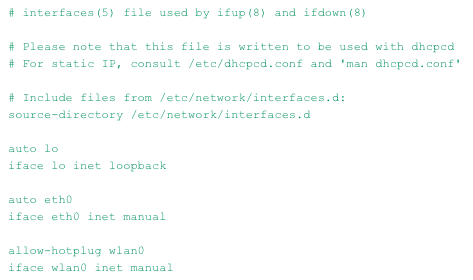 # interfaces(5) file used by ifup(8) and ifdown(8)
# Please note that this file is written to be used with dhcpcd
# For static IP, consult /etc/dhcpcd.conf and 'man dhcpcd.conf'
# Include files from /etc/network/interfaces.d:
source-directory /etc/network/interfaces.d
auto lo
iface lo inet loopback
auto eth0
iface eth0 inet manual
allow-hotplug wlan0
iface wlan0 inet manual